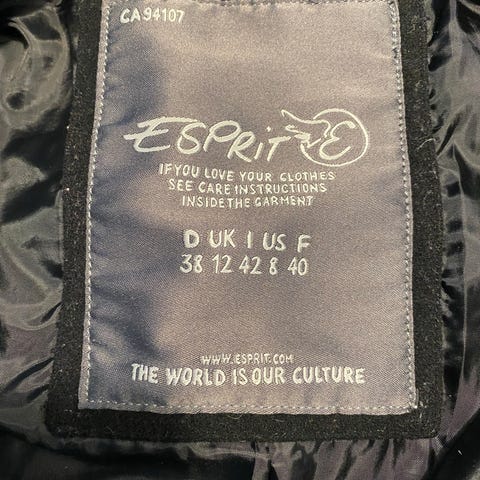 CA94107
ESPRiT E
IF YOU LOVE YOUR CLOTHES
SEE CARE INSTRUCTIONS
INSIDE THE GARMENT
D UK I US F
38 12 42 8 40
WWW.ESPRIT.COM
THE WORLD IS OUR CULTURE